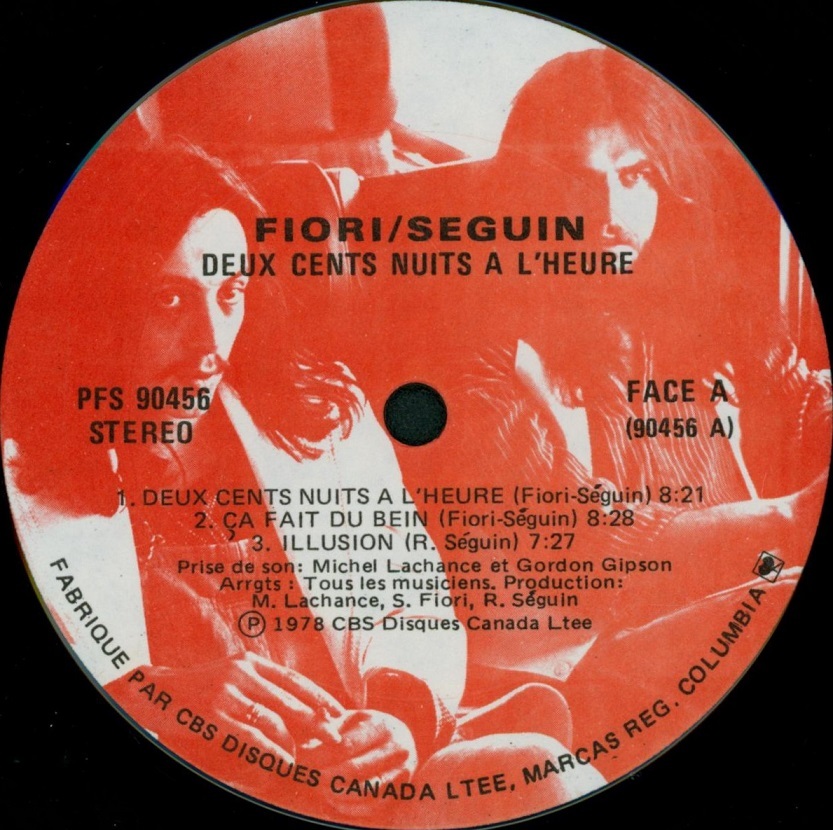 FIORI/SEGUIN
DEUX CENTS NUITS A L'HEURE
PFS 90456
STEREO
FACE A
(90456 A)
1. DEUX CENTS NUITS A L'HEURE (Fiori-Séguin) 8:21
2. ÇA FAIT DU BEIN (Fiori-Séguin) 8:28
3. ILLUSION (R. Séguin) 7:27
Prise de son: Michel Lachance et Gordon Gipson
Arrgts : Tous les musiciens. Production:
M. Lachance, S. Fiori, R. Séguin
Ⓟ 1978 CBS Disques Canada Ltee
FABRIQUE PAR CBS DISQUES CANADA LTEE, MARCAS REG. COLUMBIA